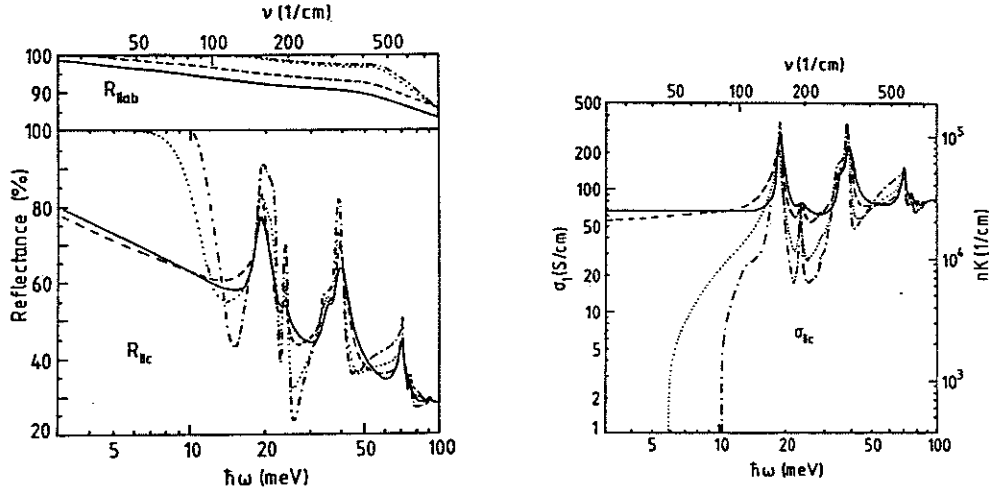 ν (1/cm)
50 100 200 500
100
90
R∥ab
100
80
60
40
20
Reflectance (%)
R∥c
5 10 20 50 100
ħω (meV)
ν (1/cm)
50 100 200 500
500
200
100
50
20
10
5
2
1
σ₁(S/cm)
10⁵
10⁴
10³
nK (1/cm)
σ∥c
5 10 20 50 100
ħω (meV)